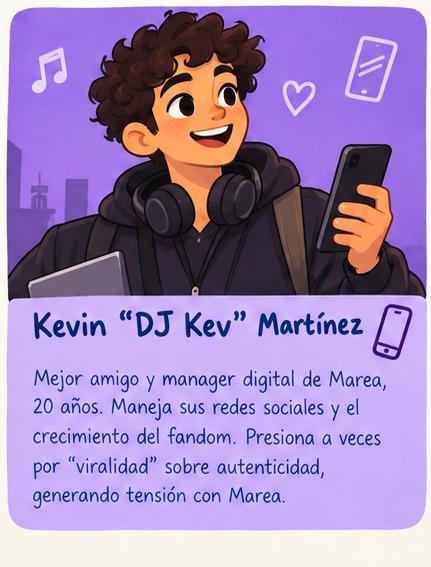 Kevin “DJ Kev” Martínez
Mejor amigo y manager digital de Marea,
20 años. Maneja sus redes sociales y el
crecimiento del fandom. Presiona a veces
por “viralidad” sobre autenticidad,
generando tensión con Marea.